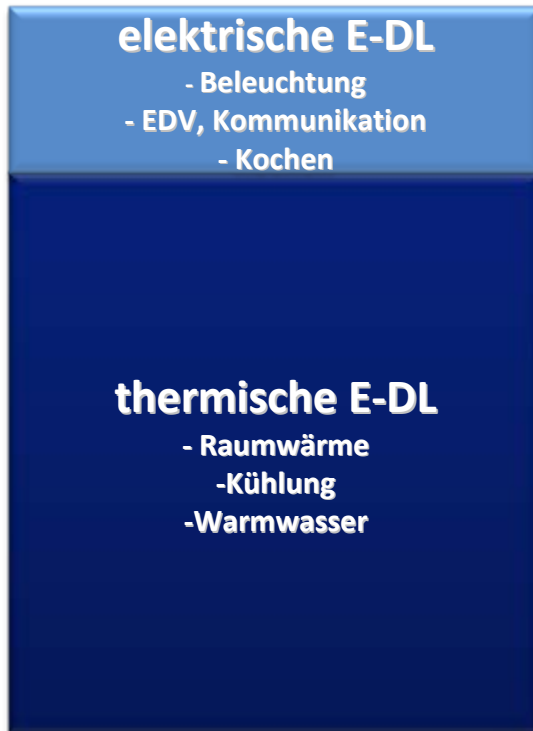 elektrische E-DL
- Beleuchtung
- EDV, Kommunikation
- Kochen
thermische E-DL
- Raumwärme
-Kühlung
-Warmwasser